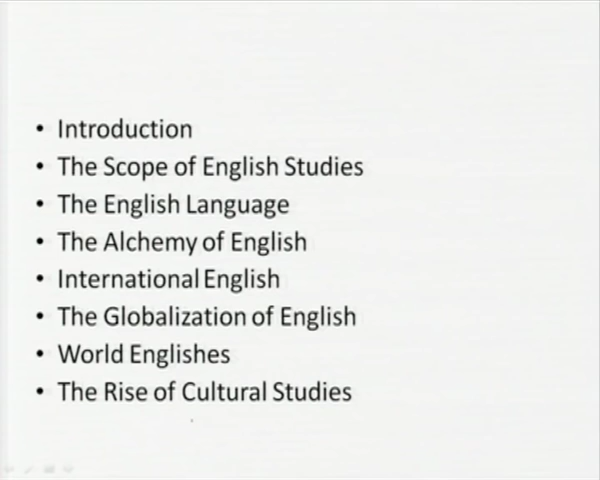 • Introduction
• The Scope of English Studies
• The English Language
• The Alchemy of English
• International English
• The Globalization of English
• World Englishes
• The Rise of Cultural Studies